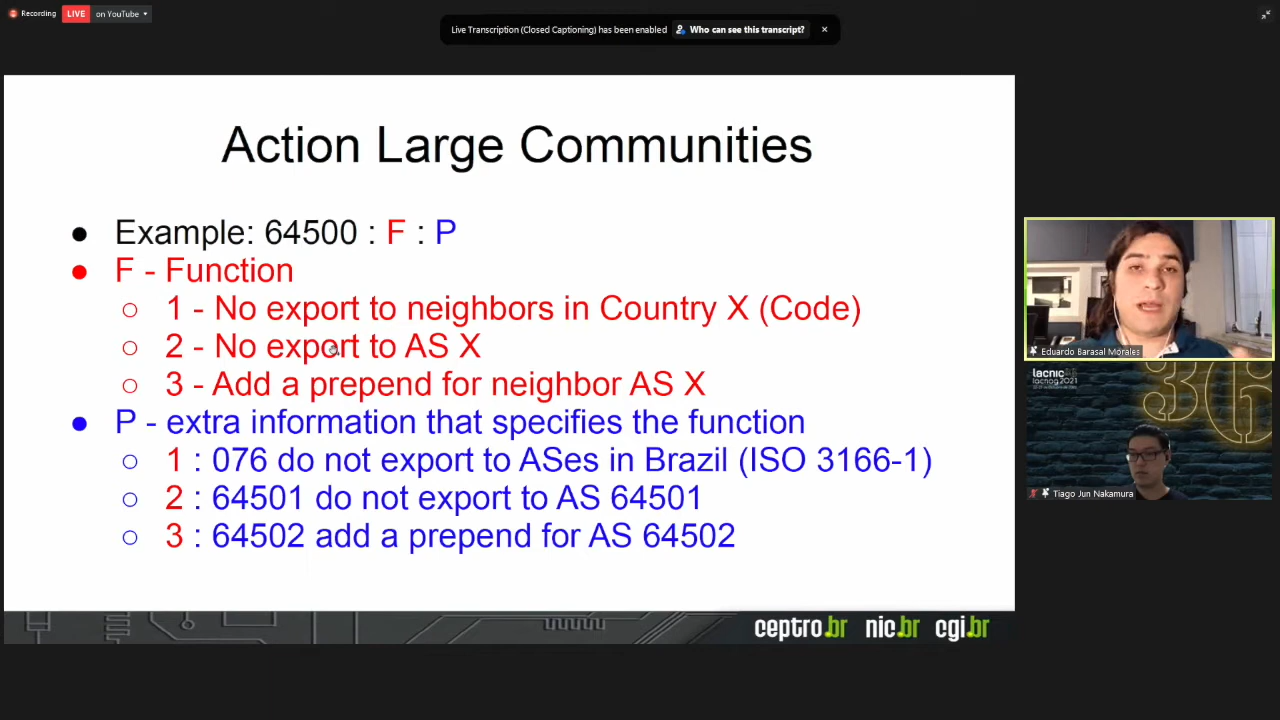 Recording
LIVE
on YouTube
Live Transcription (Closed Captioning) has been enabled
Who can see this transcript?
Action Large Communities
● Example: 64500 : F : P
● F - Function
○ 1 - No export to neighbors in Country X (Code)
○ 2 - No export to AS X
○ 3 - Add a prepend for neighbor AS X
● P - extra information that specifies the function
○ 1 : 076 do not export to ASes in Brazil (ISO 3166-1)
○ 2 : 64501 do not export to AS 64501
○ 3 : 64502 add a prepend for AS 64502
ceptro.br nic.br cgi.br
Eduardo Barasal Morales
lacnic36
lacnog2021
36
Tiago Jun Nakamura